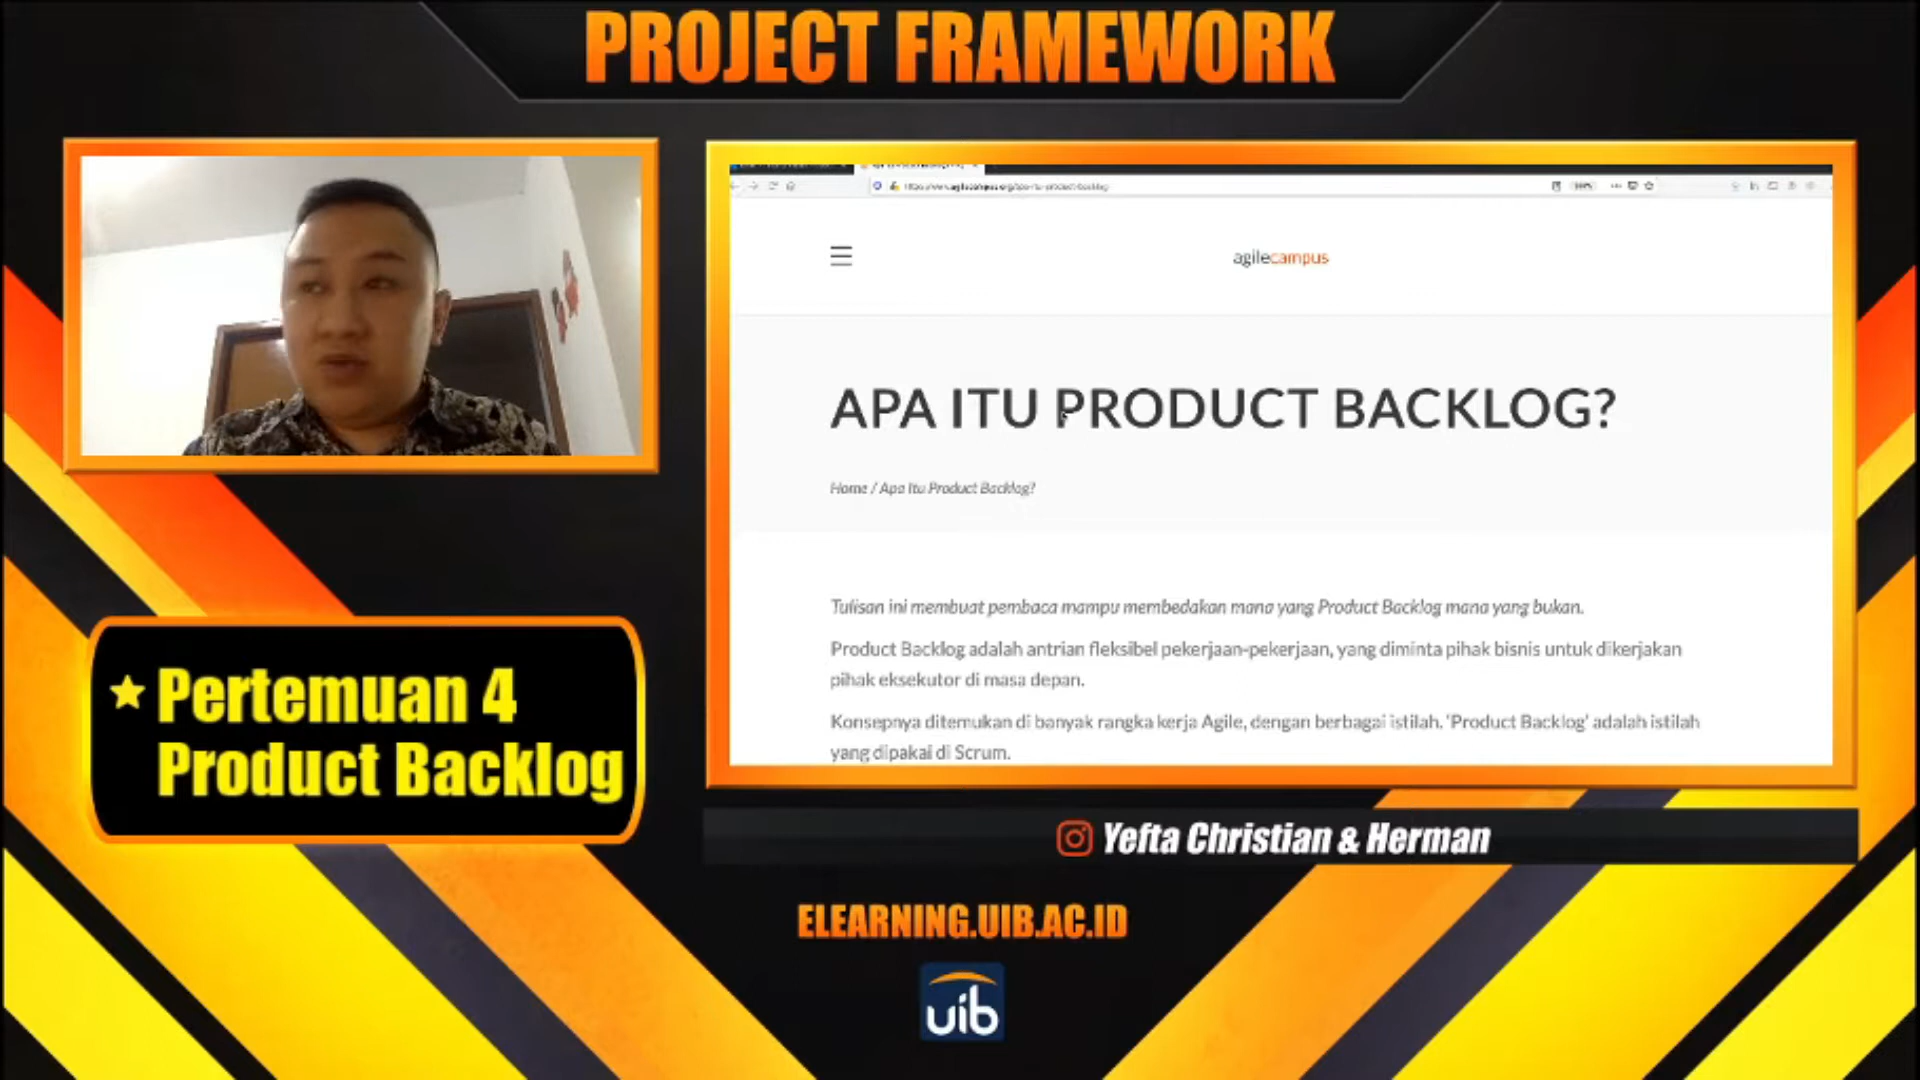 PROJECT FRAMEWORK
agilecampus
APA ITU PRODUCT BACKLOG?
Home / Apa Itu Product Backlog?
Tulisan ini membuat pembaca mampu membedakan mana yang Product Backlog mana yang bukan.
Product Backlog adalah antrian fleksibel pekerjaan-pekerjaan, yang diminta pihak bisnis untuk dikerjakan
pihak eksekutor di masa depan.
Konsepnya ditemukan di banyak rangka kerja Agile, dengan berbagai istilah. 'Product Backlog' adalah istilah
yang dipakai di Scrum.
Pertemuan 4
Product Backlog
Yefta Christian & Herman
ELEARNING.UIB.AC.ID
uib